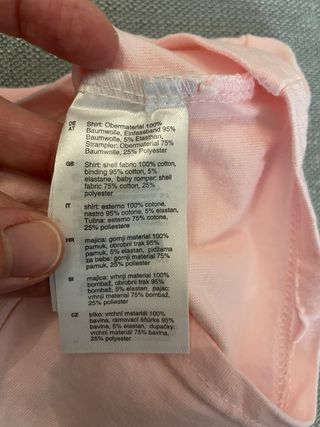 DE
AT
Shirt: Obermaterial 100%
Baumwolle, Einfassband 95%
Baumwolle, 5% Elasthan,
Strampler: Obermaterial 75%
Baumwolle, 25% Polyester
GB
Shirt: shell fabric 100% cotton,
binding 95% cotton, 5%
elastane, baby romper: shell
fabric 75% cotton, 25%
polyester
IT
shirt: esterno 100% cotone,
nastro 95% cotone, 5% elastan,
Tutina: esterno 75% cotone,
25% poliestere
HR
majica: gornji material 100%
pamuk, obrobni trak 95%
pamuk, 5% elastan, pidžama
za bebe: gornji material 75%
pamuk, 25% poliester
SI
majica: vrhnji material 100%
bombaž, obrobni trak 95%
bombaž, 5% elastan, pajac:
vrhnji material 75% bombaž,
25% poliester
CZ
triko: vrchní materiál 100%
bavlna, rámovací šňůrka 95%
bavlna, 5% elastan, dupačky:
vrchní materiál 75% bavlna,
25% polyester